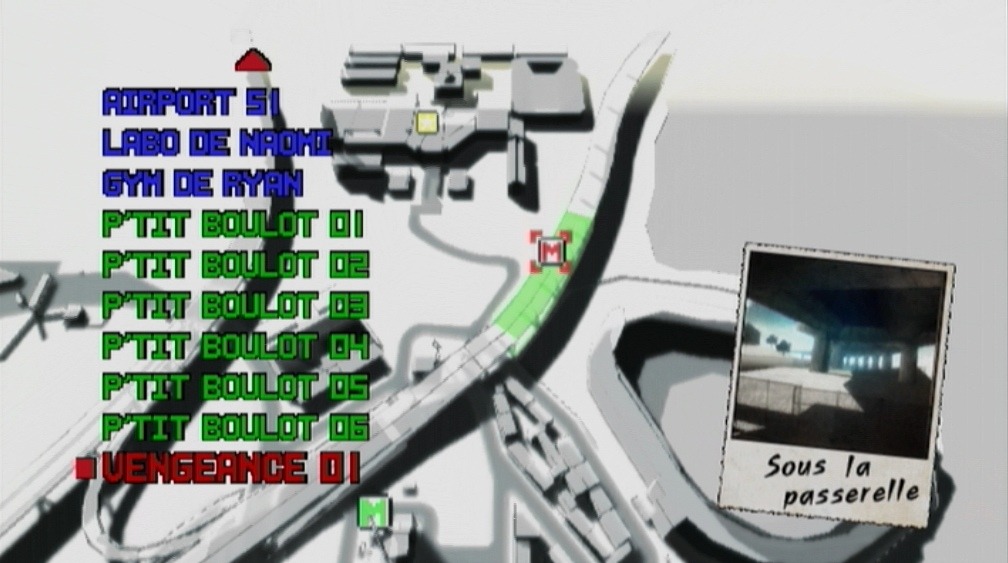 AIRPORT 51
LABO DE NAOMI
GYM DE RYAN
P'TIT BOULOT 01
P'TIT BOULOT 02
P'TIT BOULOT 03
P'TIT BOULOT 04
P'TIT BOULOT 05
P'TIT BOULOT 06
VENGEANCE 01
M
M
Sous la
passerelle